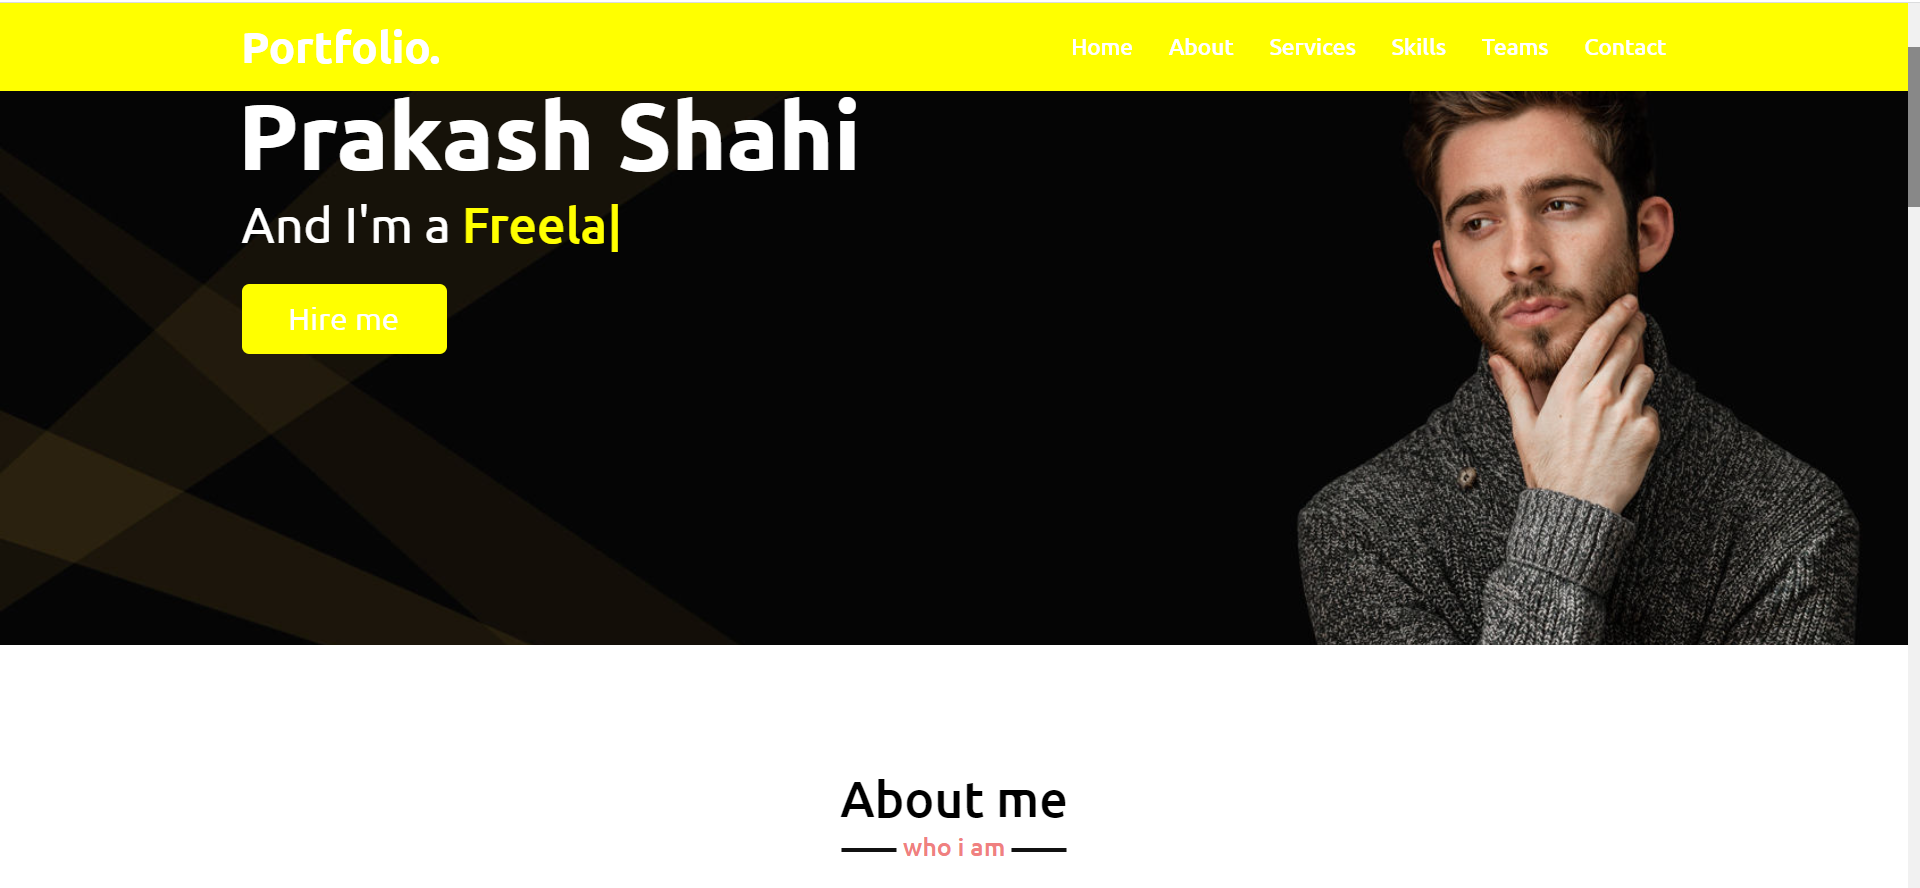 Portfolio.
Home About Services Skills Teams Contact
Prakash Shahi
And I'm a Freela|
Hire me
About me
who i am